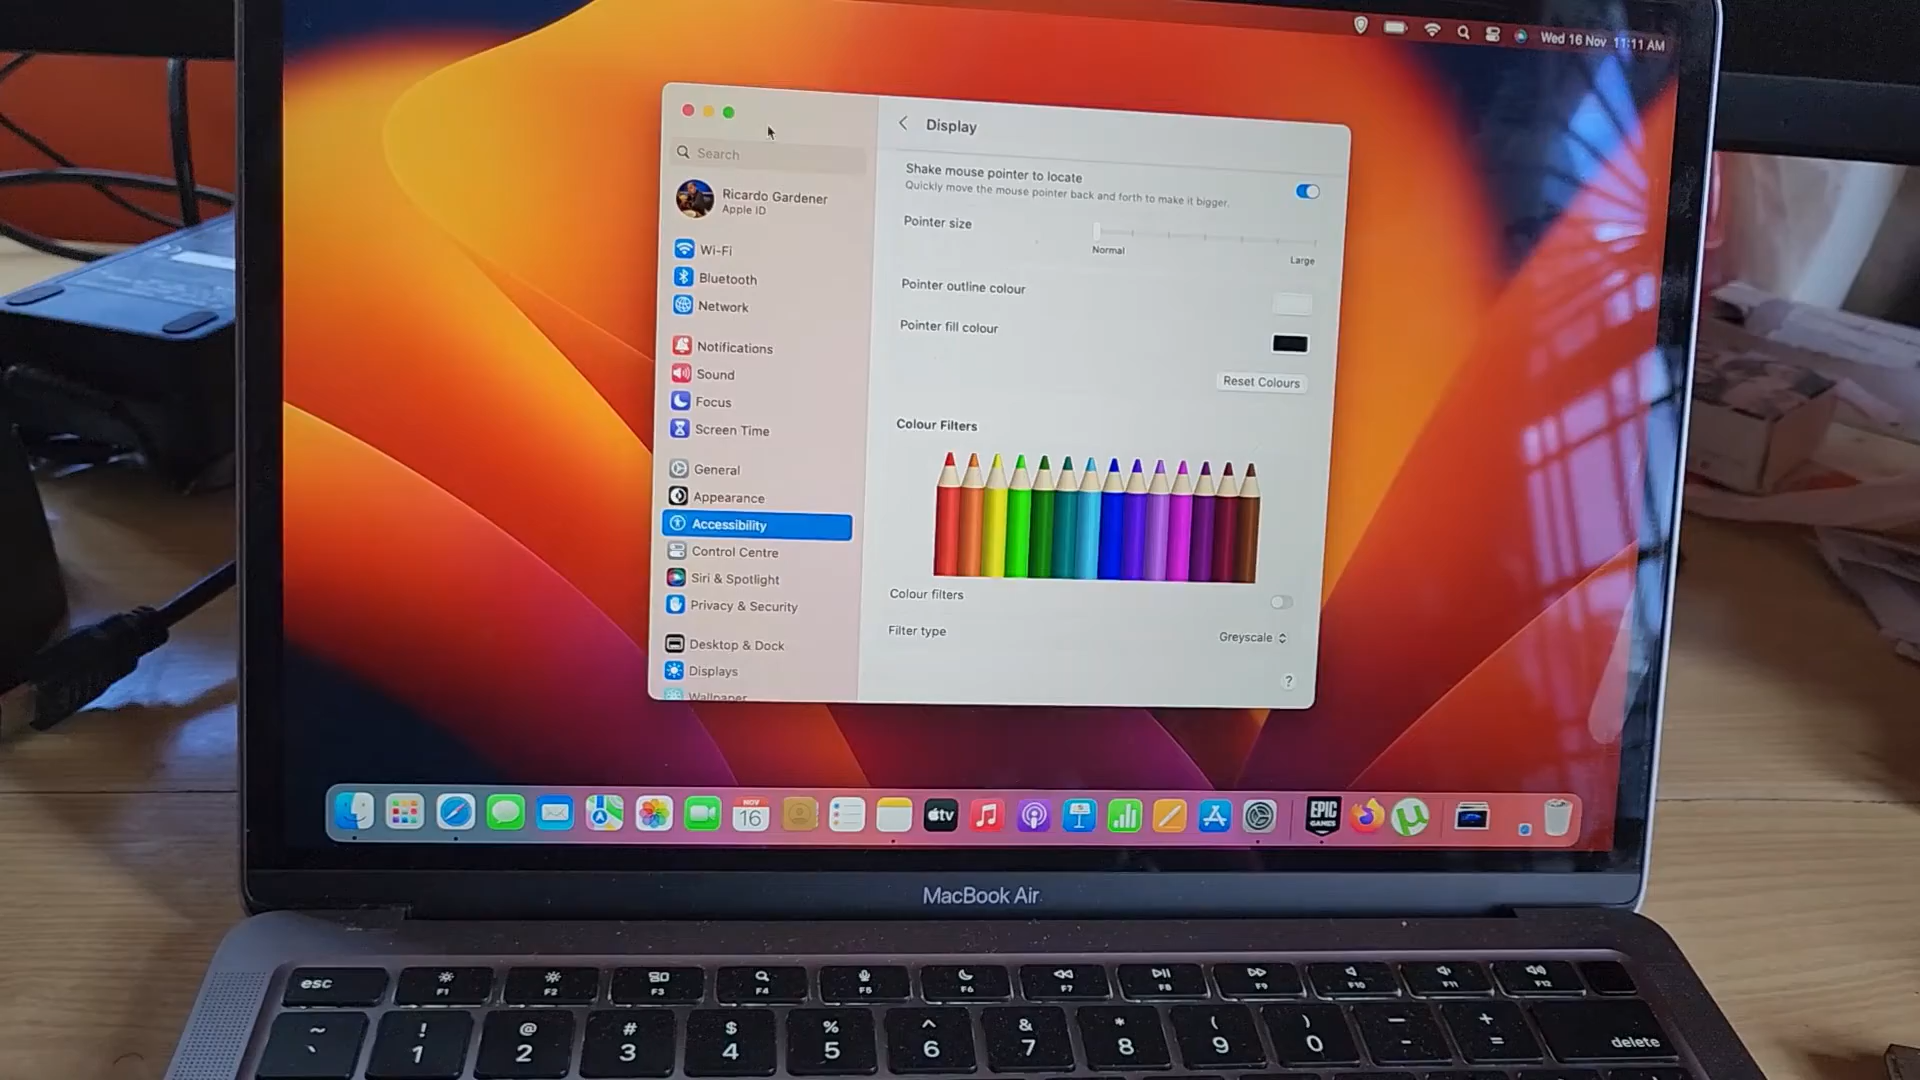 Wed 16 Nov 11:11 AM
Display
Search
Ricardo Gardener
Apple ID
Wi-Fi
Bluetooth
Network
Notifications
Sound
Focus
Screen Time
General
Appearance
Accessibility
Control Centre
Siri & Spotlight
Privacy & Security
Desktop & Dock
Displays
Wallpaper
Shake mouse pointer to locate
Quickly move the mouse pointer back and forth to make it bigger.
Pointer size
Normal
Large
Pointer outline colour
Pointer fill colour
Reset Colours
Colour Filters
Colour filters
Filter type
Greyscale
?
NOV
16
tv
EPIC
GAMES
MacBook Air
esc
F1 F2 F3 F4 F5 F6 F7 F8 F9 F10 F11 F12
~ ! @ # $ % ^ & * ( ) — +
` 1 2 3 4 5 6 7 8 9 0 - =
delete